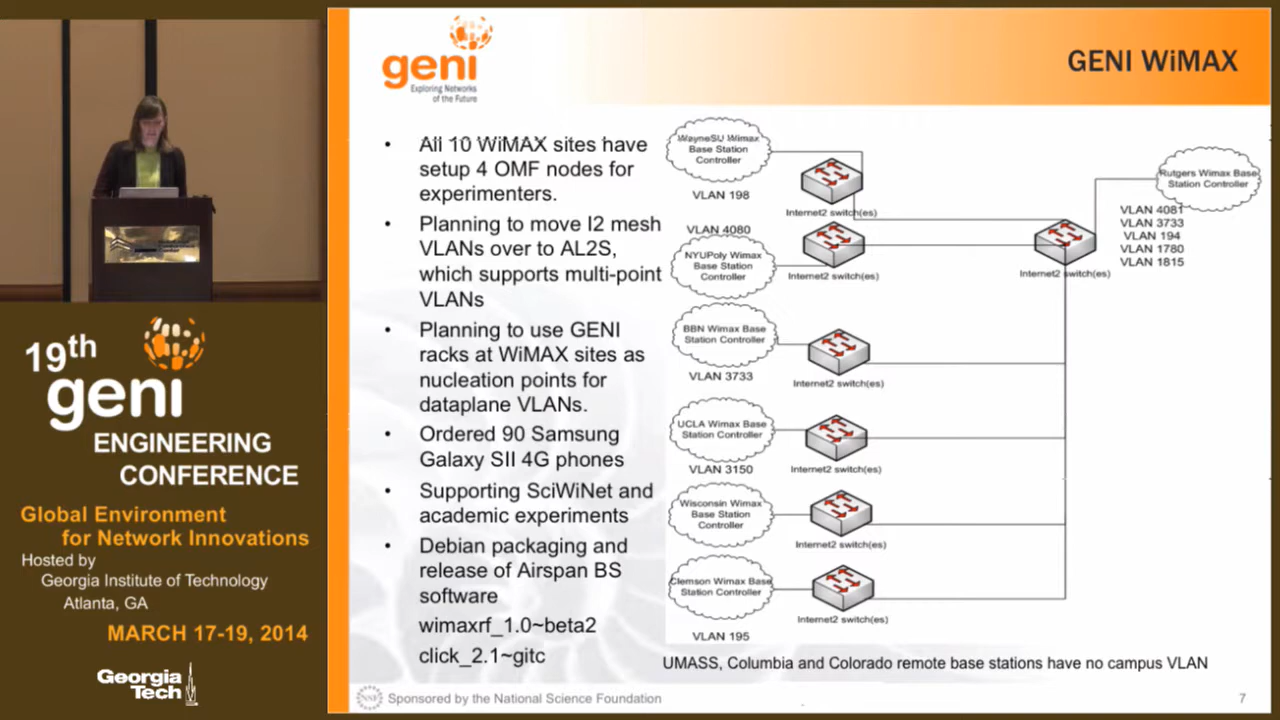 19th
geni
ENGINEERING
CONFERENCE
Global Environment
for Network Innovations
Hosted by
Georgia Institute of Technology
Atlanta, GA
MARCH 17-19, 2014
Georgia
Tech
geni
Exploring Networks
of the Future
GENI WiMAX
• All 10 WiMAX sites have
setup 4 OMF nodes for
experimenters.
• Planning to move I2 mesh
VLANs over to AL2S,
which supports multi-point
VLANs
• Planning to use GENI
racks at WiMAX sites as
nucleation points for
dataplane VLANs.
• Ordered 90 Samsung
Galaxy SII 4G phones
• Supporting SciWiNet and
academic experiments
• Debian packaging and
release of Airspan BS
software
wimaxrf_1.0~beta2
click_2.1~gitc
WayneSU Wimax
Base Station
Controller
VLAN 198
Internet2 switch(es)
VLAN 4080
NYUPoly Wimax
Base Station
Controller
Internet2 switch(es)
BBN Wimax Base
Station Controller
VLAN 3733
Internet2 switch(es)
UCLA Wimax Base
Station Controller
VLAN 3150
Internet2 switch(es)
Wisconsin Wimax
Base Station
Controller
Internet2 switch(es)
Clemson Wimax Base
Station Controller
VLAN 195
Internet2 switch(es)
Rutgers Wimax Base
Station Controller
VLAN 4081
VLAN 3733
VLAN 194
VLAN 1780
VLAN 1815
Internet2 switch(es)
UMASS, Columbia and Colorado remote base stations have no campus VLAN
NSF
Sponsored by the National Science Foundation
7